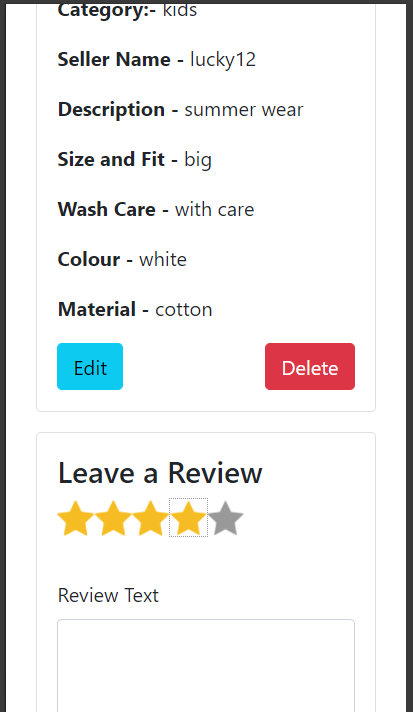 Category:- kids
Seller Name - lucky12
Description - summer wear
Size and Fit - big
Wash Care - with care
Colour - white
Material - cotton
Edit
Delete
Leave a Review
Review Text